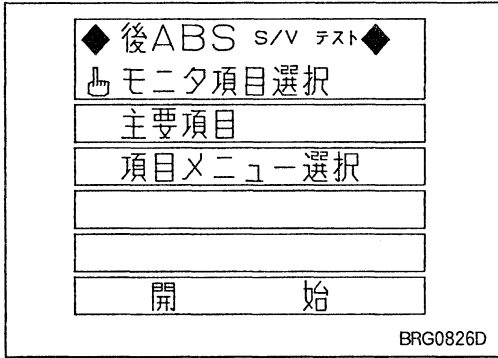 ◆後ABS S/V テスト◆
モニタ項目選択
主要項目
項目メニュー選択
開 始
BRG0826D